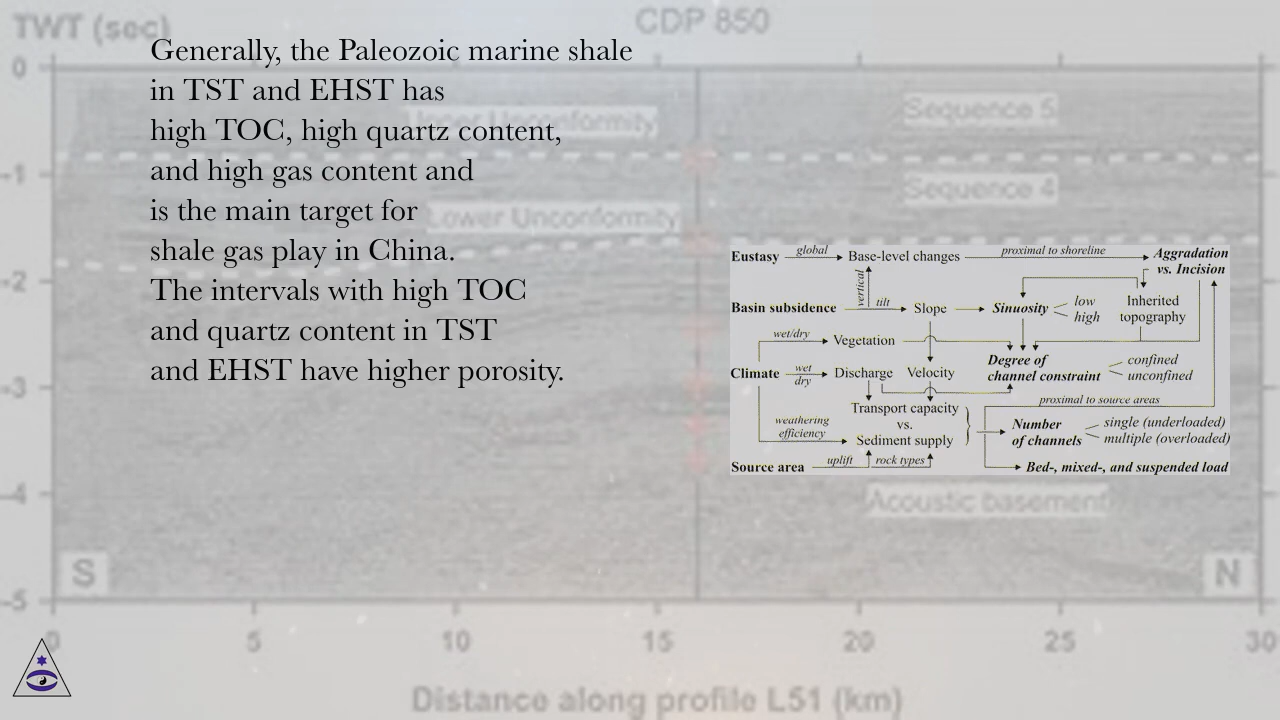 TWT (sec)
CDP 850
Generally, the Paleozoic marine shale
in TST and EHST has
high TOC, high quartz content,
and high gas content and
is the main target for
shale gas play in China.
The intervals with high TOC
and quartz content in TST
and EHST have higher porosity.
Upper Unconformity
Lower Unconformity
Sequence 5
Sequence 4
Eustasy global Base-level changes proximal to shoreline Aggradation
vs. Incision
vertical
Basin subsidence tilt Slope Sinuosity low
high
Inherited
topography
wet/dry Vegetation
Climate wet
dry
Discharge Velocity
Degree of
channel constraint
confined
unconfined
Transport capacity
vs.
Sediment supply
weathering
efficiency
proximal to source areas
Number
of channels
single (underloaded)
multiple (overloaded)
Source area uplift rock types
Bed-, mixed-, and suspended load
Acoustic basement
S
N
0
-1
-2
-3
-4
-5
0 5 10 15 20 25 30
Distance along profile L51 (km)